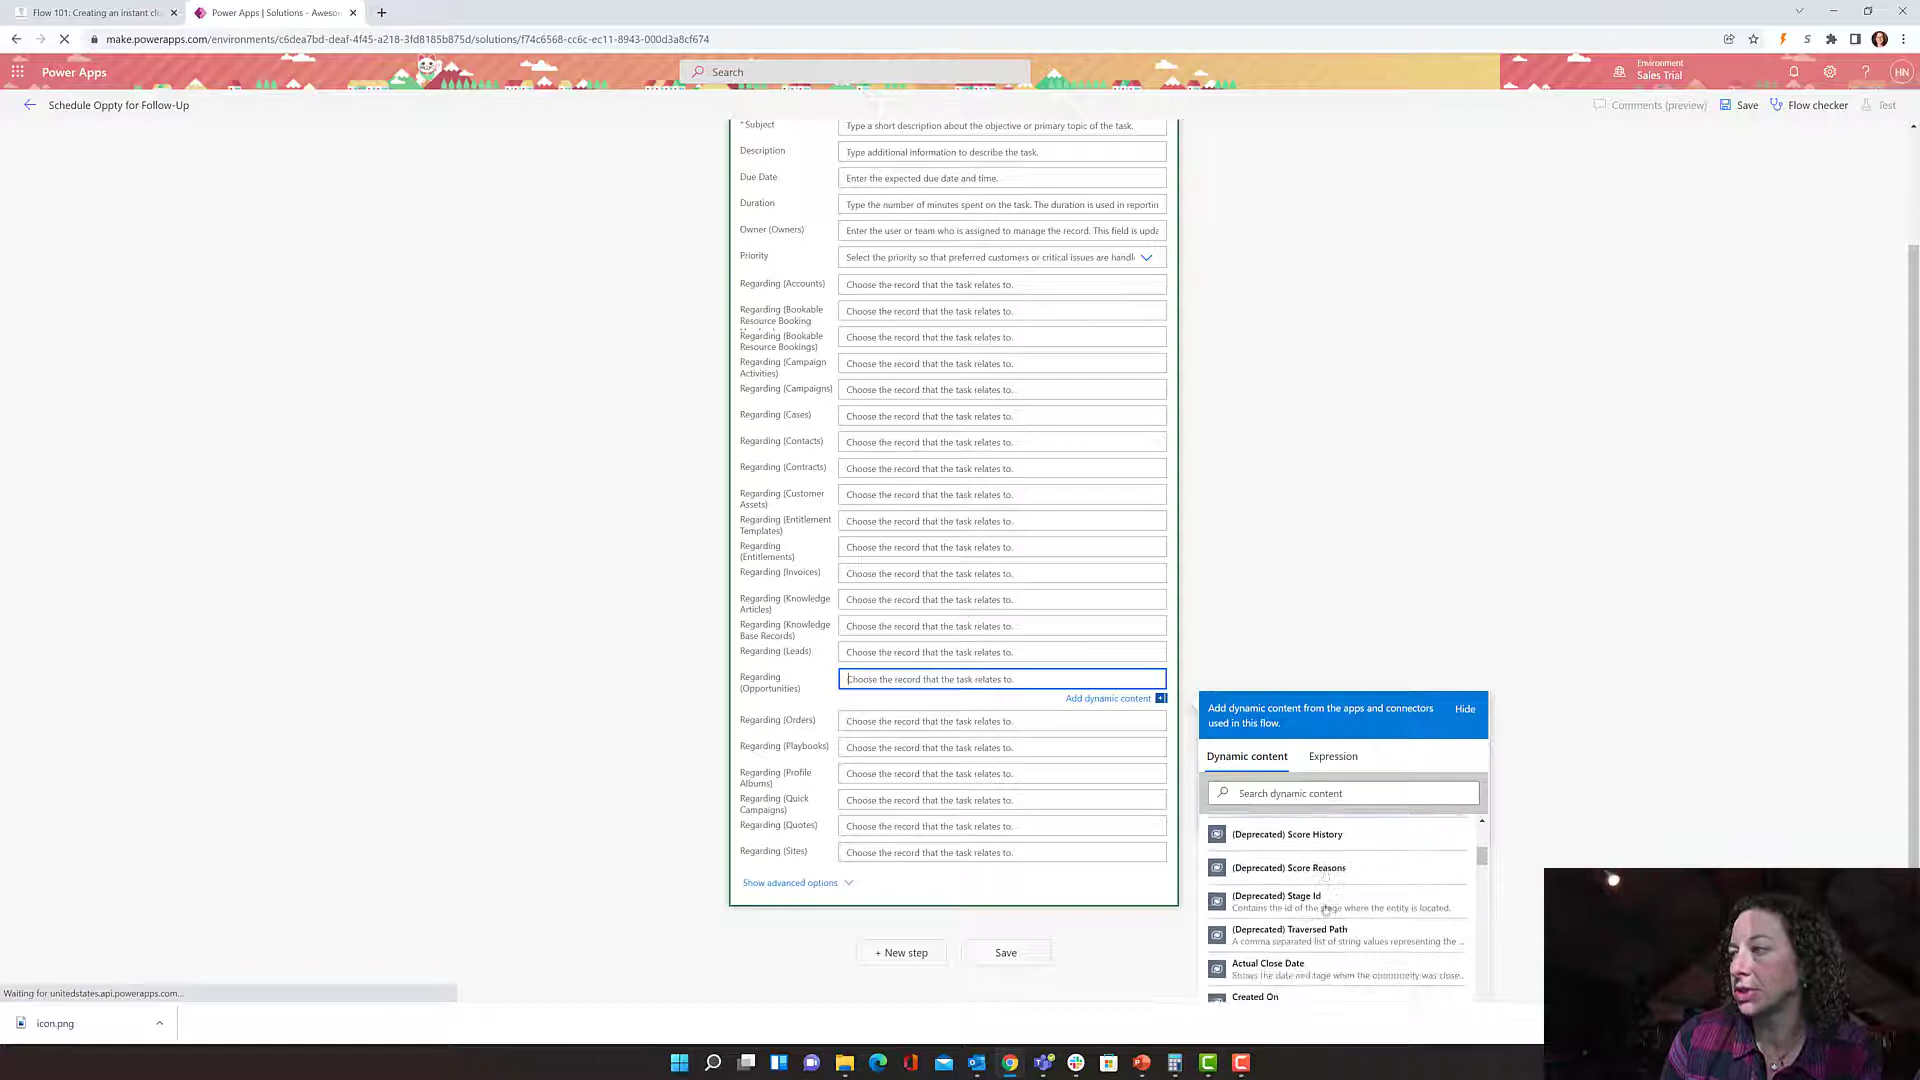 Flow 101: Creating an instant clo
Power Apps | Solutions - Aweso
make.powerapps.com/environments/c6dea7bd-deaf-4f45-a218-3fd8185b875d/solutions/f74c6568-cc6c-ec11-8943-000d3a8cf674
Power Apps
Search
Environment
Sales Trial
HN
Schedule Oppty for Follow-Up
Comments (preview)
Save
Flow checker
Test
*Subject
Type a short description about the objective or primary topic of the task.
Description
Type additional information to describe the task.
Due Date
Enter the expected due date and time.
Duration
Type the number of minutes spent on the task. The duration is used in reportin
Owner (Owners)
Enter the user or team who is assigned to manage the record. This field is upda
Priority
Select the priority so that preferred customers or critical issues are handl
Regarding (Accounts)
Choose the record that the task relates to.
Regarding (Bookable
Resource Booking
Choose the record that the task relates to.
Regarding (Bookable
Resource Bookings)
Choose the record that the task relates to.
Regarding (Campaign
Activities)
Choose the record that the task relates to.
Regarding (Campaigns)
Choose the record that the task relates to.
Regarding (Cases)
Choose the record that the task relates to.
Regarding (Contacts)
Choose the record that the task relates to.
Regarding (Contracts)
Choose the record that the task relates to.
Regarding (Customer
Assets)
Choose the record that the task relates to.
Regarding (Entitlement
Templates)
Choose the record that the task relates to.
Regarding
(Entitlements)
Choose the record that the task relates to.
Regarding (Invoices)
Choose the record that the task relates to.
Regarding (Knowledge
Articles)
Choose the record that the task relates to.
Regarding (Knowledge
Base Records)
Choose the record that the task relates to.
Regarding (Leads)
Choose the record that the task relates to.
Regarding
(Opportunities)
Choose the record that the task relates to.
Add dynamic content
Regarding (Orders)
Choose the record that the task relates to.
Regarding (Playbooks)
Choose the record that the task relates to.
Regarding (Profile
Albums)
Choose the record that the task relates to.
Regarding (Quick
Campaigns)
Choose the record that the task relates to.
Regarding (Quotes)
Choose the record that the task relates to.
Regarding (Sites)
Choose the record that the task relates to.
Show advanced options
+ New step
Save
Add dynamic content from the apps and connectors
used in this flow.
Hide
Dynamic content
Expression
Search dynamic content
(Deprecated) Score History
(Deprecated) Score Reasons
(Deprecated) Stage Id
Contains the id of the stage where the entity is located.
(Deprecated) Traversed Path
A comma separated list of string values representing the ...
Actual Close Date
Shows the date and tage when the opportunity was close...
Created On
Waiting for unitedstates.api.powerapps.com...
icon.png